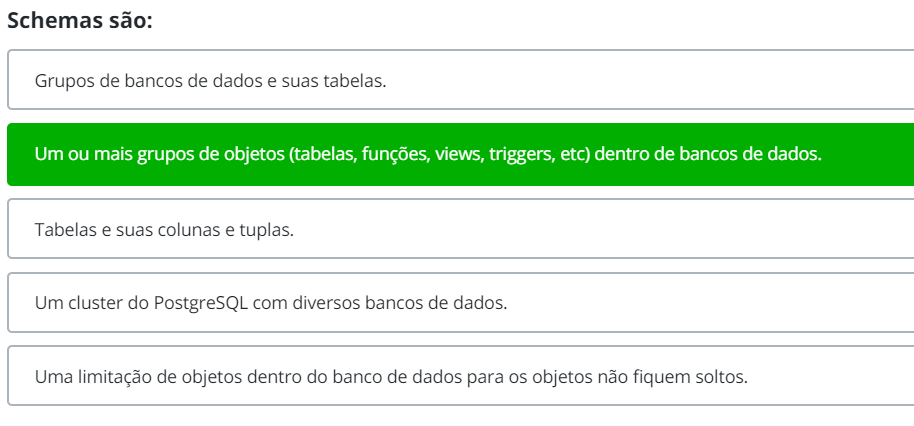 Schemas são:
Grupos de bancos de dados e suas tabelas.
Um ou mais grupos de objetos (tabelas, funções, views, triggers, etc) dentro de bancos de dados.
Tabelas e suas colunas e tuplas.
Um cluster do PostgreSQL com diversos bancos de dados.
Uma limitação de objetos dentro do banco de dados para os objetos não fiquem soltos.